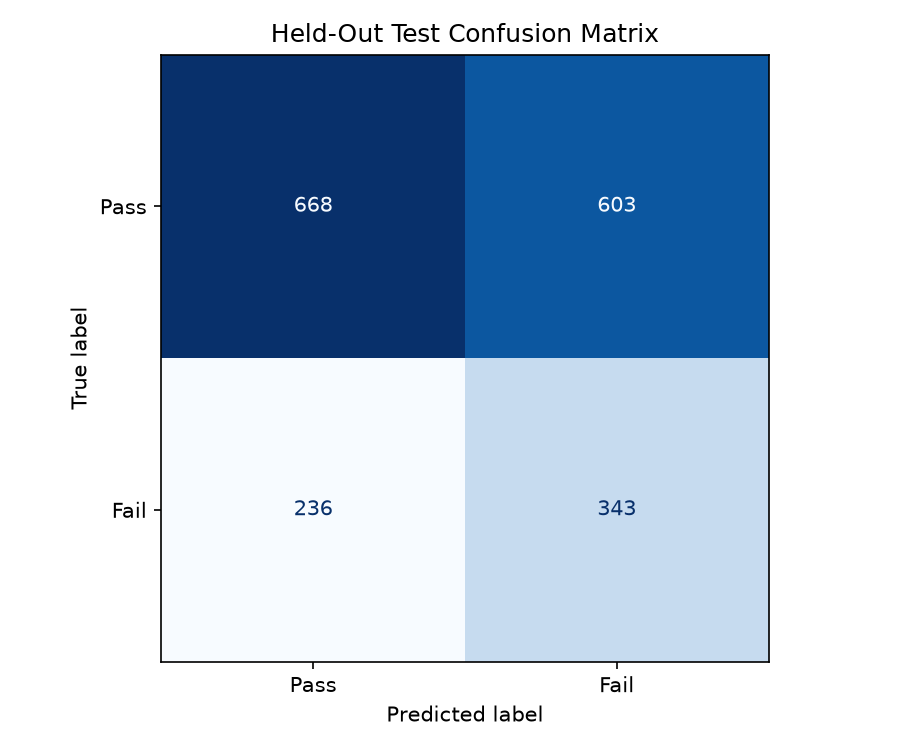 Held-Out Test Confusion Matrix
Pass
668
603
True label
Fail
236
343
Pass
Fail
Predicted label